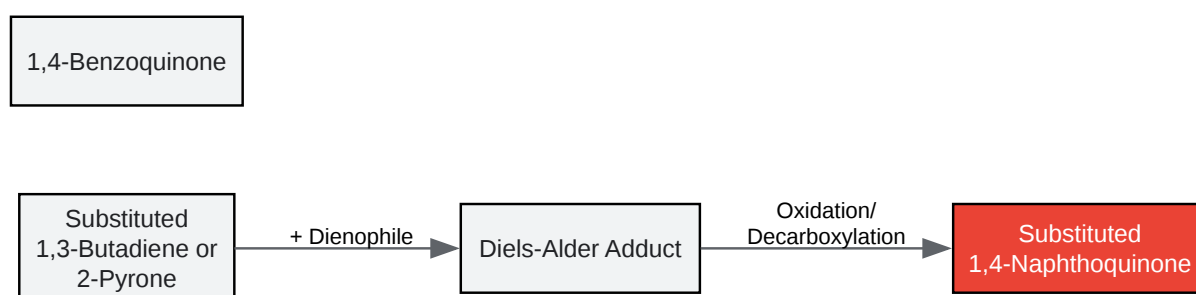 1,4-Benzoquinone
Substituted
1,3-Butadiene or
2-Pyrone
+ Dienophile
Diels-Alder Adduct
Oxidation/
Decarboxylation
Substituted
1,4-Naphthoquinone